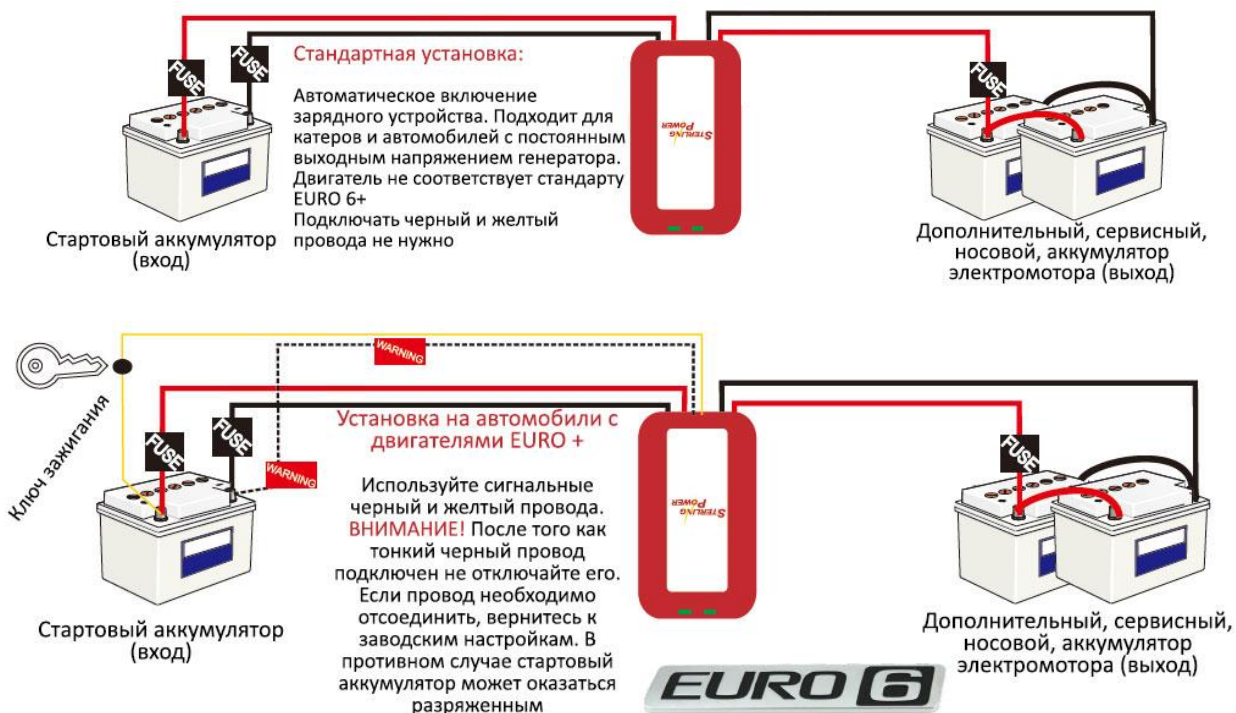 FUSE
FUSE
Стандартная установка:
Автоматическое включение
зарядного устройства. Подходит для
катеров и автомобилей с постоянным
выходным напряжением генератора.
Двигатель не соответствует стандарту
EURO 6+
Подключать черный и желтый
провода не нужно
Стартовый аккумулятор
(вход)
STERLING
POWER
FUSE
Дополнительный, сервисный,
носовой, аккумулятор
электромотора (выход)
Ключ зажигания
WARNING
WARNING
FUSE
FUSE
Установка на автомобили с
двигателями EURO +
Используйте сигнальные
черный и желтый провода.
ВНИМАНИЕ! После того как
тонкий черный провод
подключен не отключайте его.
Если провод необходимо
отсоединить, вернитесь к
заводским настройкам. В
противном случае стартовый
аккумулятор может оказаться
разряженным
Стартовый аккумулятор
(вход)
STERLING
POWER
FUSE
Дополнительный, сервисный,
носовой, аккумулятор
электромотора (выход)
EURO 6